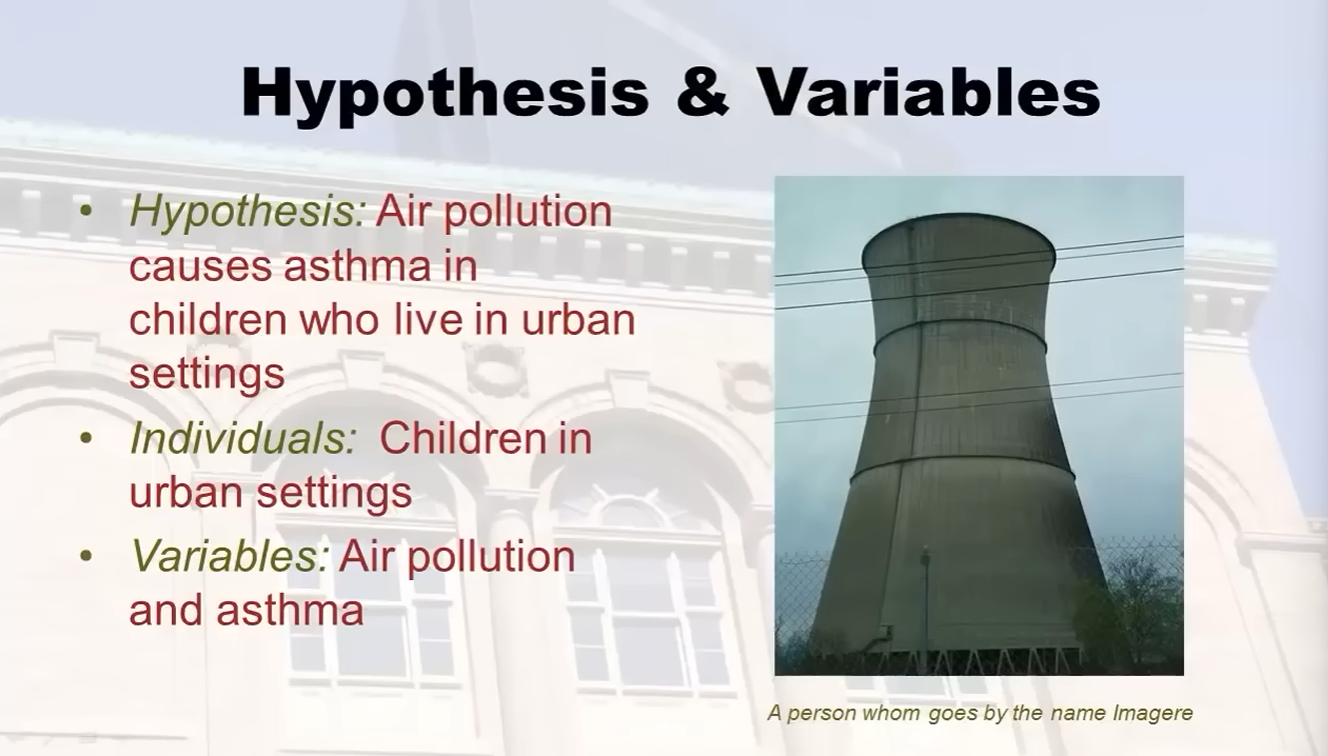 Hypothesis & Variables
• Hypothesis: Air pollution
causes asthma in
children who live in urban
settings
• Individuals: Children in
urban settings
• Variables: Air pollution
and asthma
A person whom goes by the name Imagere